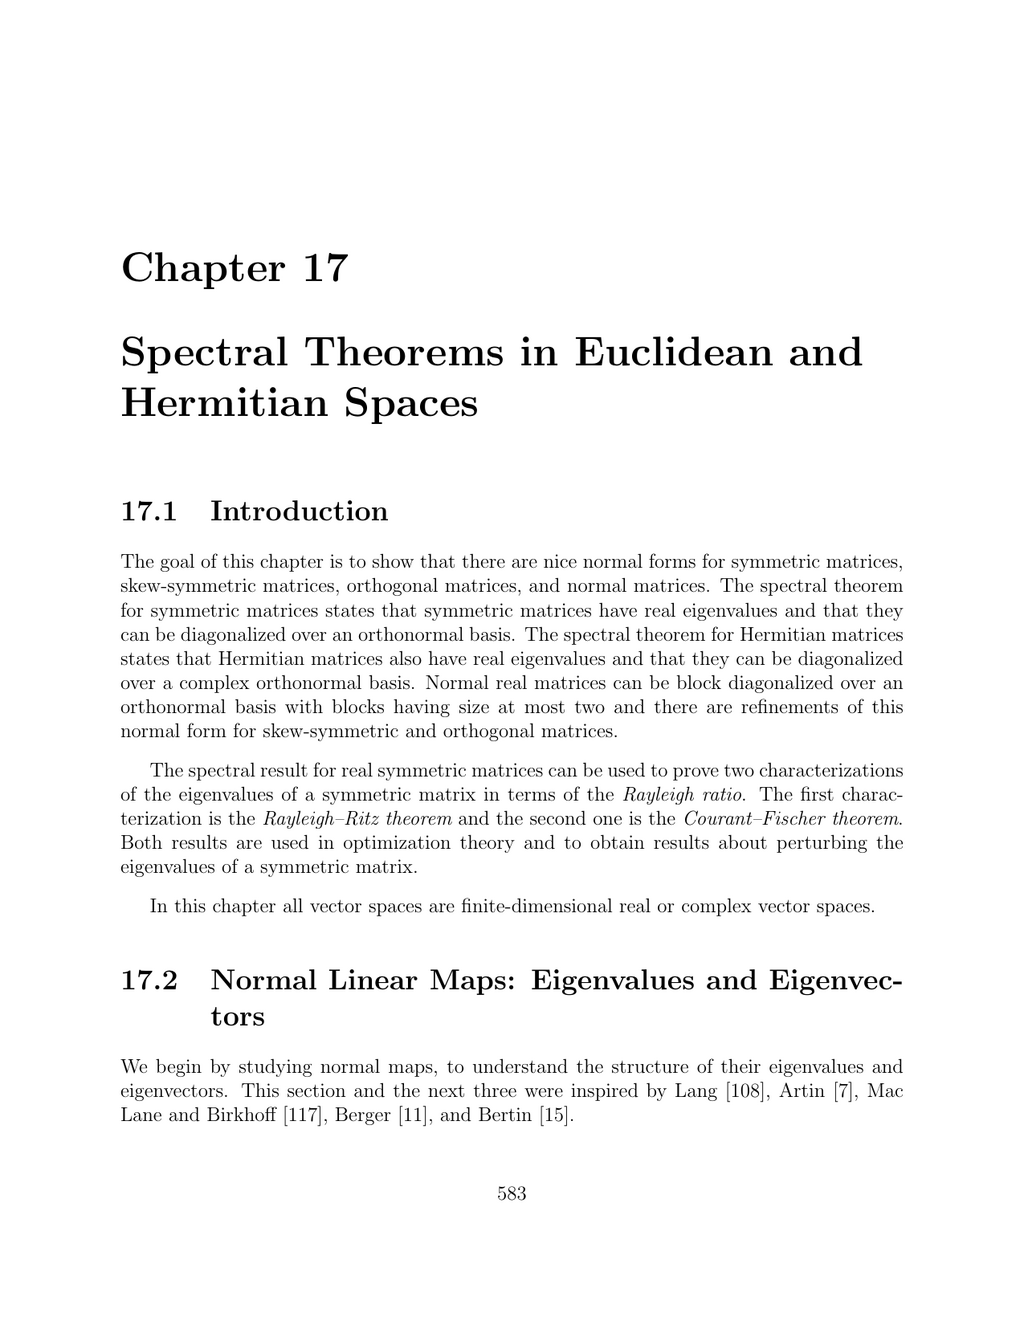 Chapter 17
Spectral Theorems in Euclidean and
Hermitian Spaces
17.1 Introduction
The goal of this chapter is to show that there are nice normal forms for symmetric matrices,
skew-symmetric matrices, orthogonal matrices, and normal matrices. The spectral theorem
for symmetric matrices states that symmetric matrices have real eigenvalues and that they
can be diagonalized over an orthonormal basis. The spectral theorem for Hermitian matrices
states that Hermitian matrices also have real eigenvalues and that they can be diagonalized
over a complex orthonormal basis. Normal real matrices can be block diagonalized over an
orthonormal basis with blocks having size at most two and there are refinements of this
normal form for skew-symmetric and orthogonal matrices.
The spectral result for real symmetric matrices can be used to prove two characterizations
of the eigenvalues of a symmetric matrix in terms of the Rayleigh ratio. The first charac-
terization is the Rayleigh–Ritz theorem and the second one is the Courant–Fischer theorem.
Both results are used in optimization theory and to obtain results about perturbing the
eigenvalues of a symmetric matrix.
In this chapter all vector spaces are finite-dimensional real or complex vector spaces.
17.2 Normal Linear Maps: Eigenvalues and Eigenvec-
tors
We begin by studying normal maps, to understand the structure of their eigenvalues and
eigenvectors. This section and the next three were inspired by Lang [108], Artin [7], Mac
Lane and Birkhoff [117], Berger [11], and Bertin [15].
583